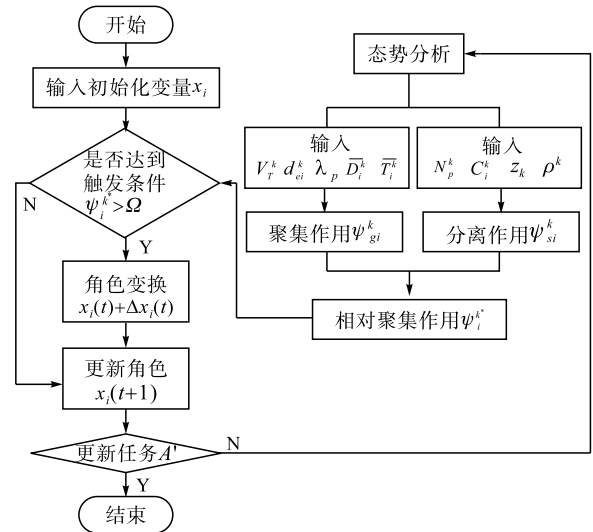 开始
输入初始化变量x_i
是否达到
触发条件
ψ_i^{k*}>Ω
N
Y
角色变换
x_i(t)+Δx_i(t)
更新角色
x_i(t+1)
更新任务A'
N
Y
结束
态势分析
输入
V_T^k d_{ei}^k λ_p \overline{D_i^k} \overline{T_i^k}
输入
N_p^k C_i^k z_k ρ^k
聚集作用ψ_{gi}^k
分离作用ψ_{si}^k
相对聚集作用ψ_i^{k*}